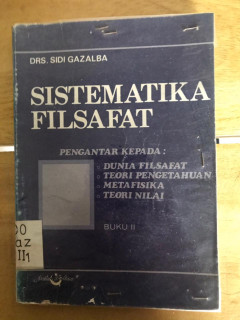 DRS. SIDI GAZALBA
SISTEMATIKA
FILSAFAT
PENGANTAR KEPADA :
DUNIA FILSAFAT
TEORI PENGETAHUAN
METAFISIKA
TEORI NILAI
BUKU II